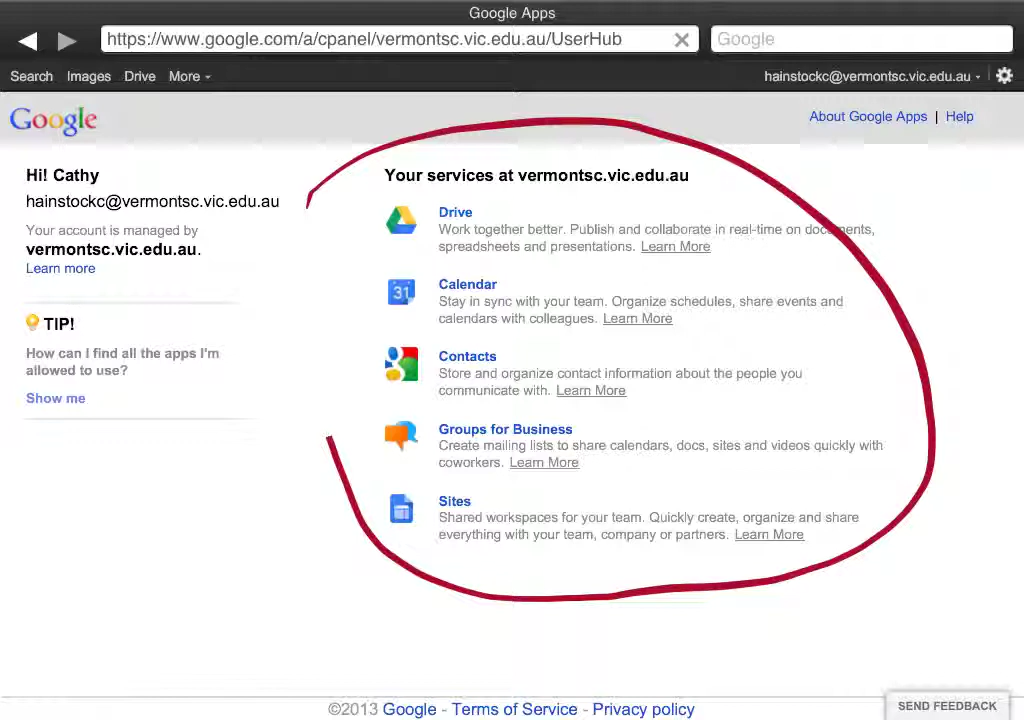 Google Apps
https://www.google.com/a/cpanel/vermontsc.vic.edu.au/UserHub
Google
Search Images Drive More
hainstockc@vermontsc.vic.edu.au
Google
About Google Apps | Help
Hi! Cathy
hainstockc@vermontsc.vic.edu.au
Your account is managed by
vermontsc.vic.edu.au.
Learn more
TIP!
How can I find all the apps I'm
allowed to use?
Show me
Your services at vermontsc.vic.edu.au
Drive
Work together better. Publish and collaborate in real-time on documents,
spreadsheets and presentations. Learn More
31
Calendar
Stay in sync with your team. Organize schedules, share events and
calendars with colleagues. Learn More
Contacts
Store and organize contact information about the people you
communicate with. Learn More
Groups for Business
Create mailing lists to share calendars, docs, sites and videos quickly with
coworkers. Learn More
Sites
Shared workspaces for your team. Quickly create, organize and share
everything with your team, company or partners. Learn More
©2013 Google - Terms of Service - Privacy policy
SEND FEEDBACK